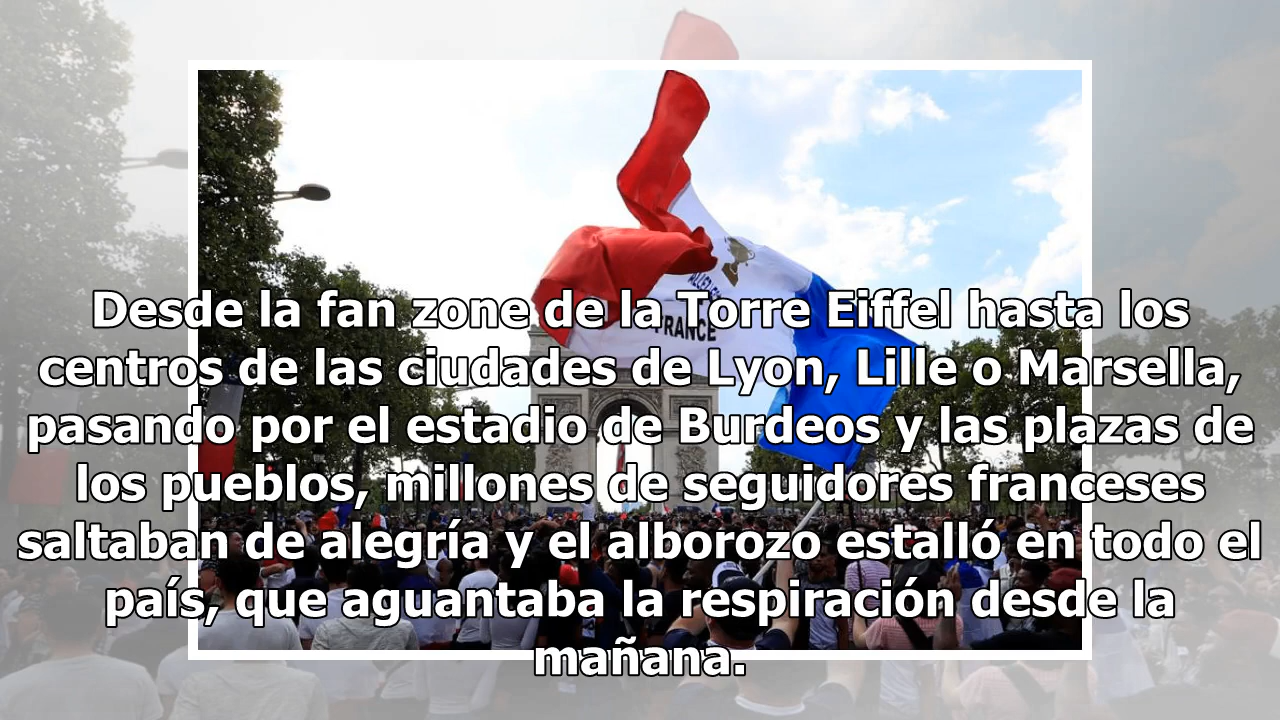 ALLEZ
FRANCE
Desde la fan zone de la Torre Eiffel hasta los
centros de las ciudades de Lyon, Lille o Marsella,
pasando por el estadio de Burdeos y las plazas de
los pueblos, millones de seguidores franceses
saltaban de alegría y el alborozo estalló en todo el
país, que aguantaba la respiración desde la
mañana.